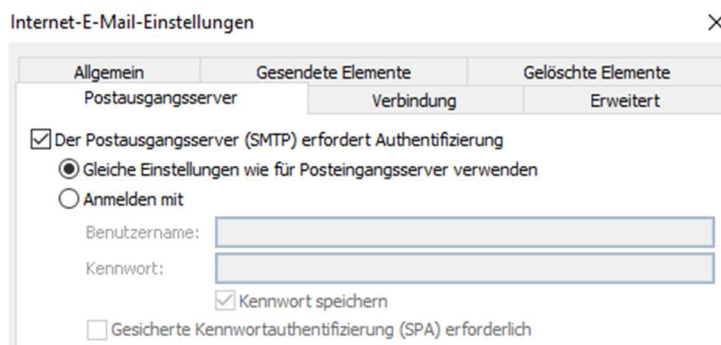 Internet-E-Mail-Einstellungen
Allgemein Gesendete Elemente Gelöschte Elemente
Postausgangsserver Verbindung Erweitert
Der Postausgangsserver (SMTP) erfordert Authentifizierung
Gleiche Einstellungen wie für Posteingangsserver verwenden
Anmelden mit
Benutzername:
Kennwort:
Kennwort speichern
Gesicherte Kennwortauthentifizierung (SPA) erforderlich